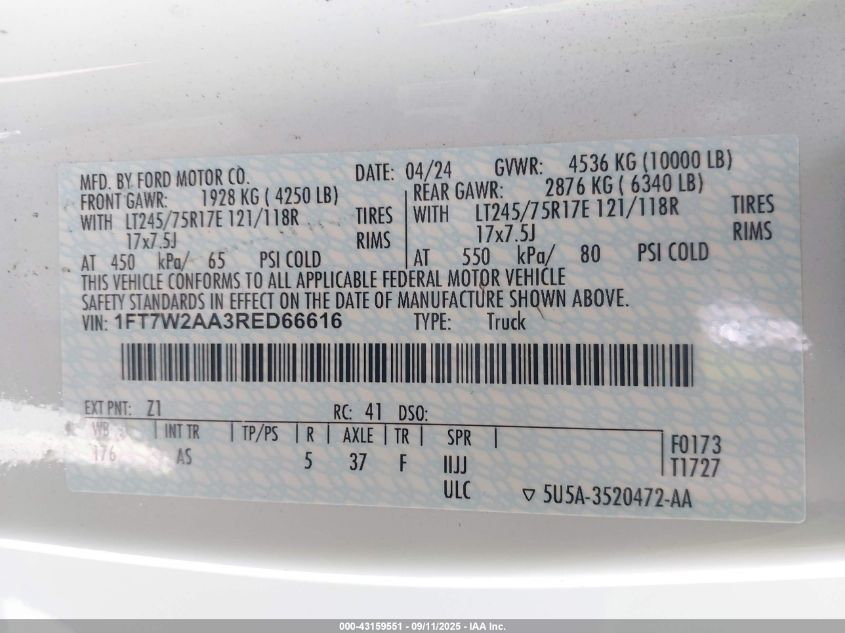 MFD. BY FORD MOTOR CO.
DATE: 04/24 GVWR: 4536 KG (10000 LB)
FRONT GAWR: 1928 KG ( 4250 LB)
REAR GAWR: 2876 KG ( 6340 LB)
WITH LT245/75R17E 121/118R TIRES
WITH LT245/75R17E 121/118R TIRES
17x7.5J RIMS
17x7.5J RIMS
AT 450 kPa/ 65 PSI COLD
AT 550 kPa/ 80 PSI COLD
THIS VEHICLE CONFORMS TO ALL APPLICABLE FEDERAL MOTOR VEHICLE
SAFETY STANDARDS IN EFFECT ON THE DATE OF MANUFACTURE SHOWN ABOVE.
VIN: 1FT7W2AA3RED66616 TYPE: Truck
EXT PNT: Z1 RC: 41 DSO:
WB INT TR TP/PS R AXLE TR SPR
176 AS 5 37 F IIJJ
ULC
F0173
T1727
5U5A-3520472-AA
000-43159551 - 09/11/2025 - IAA Inc.